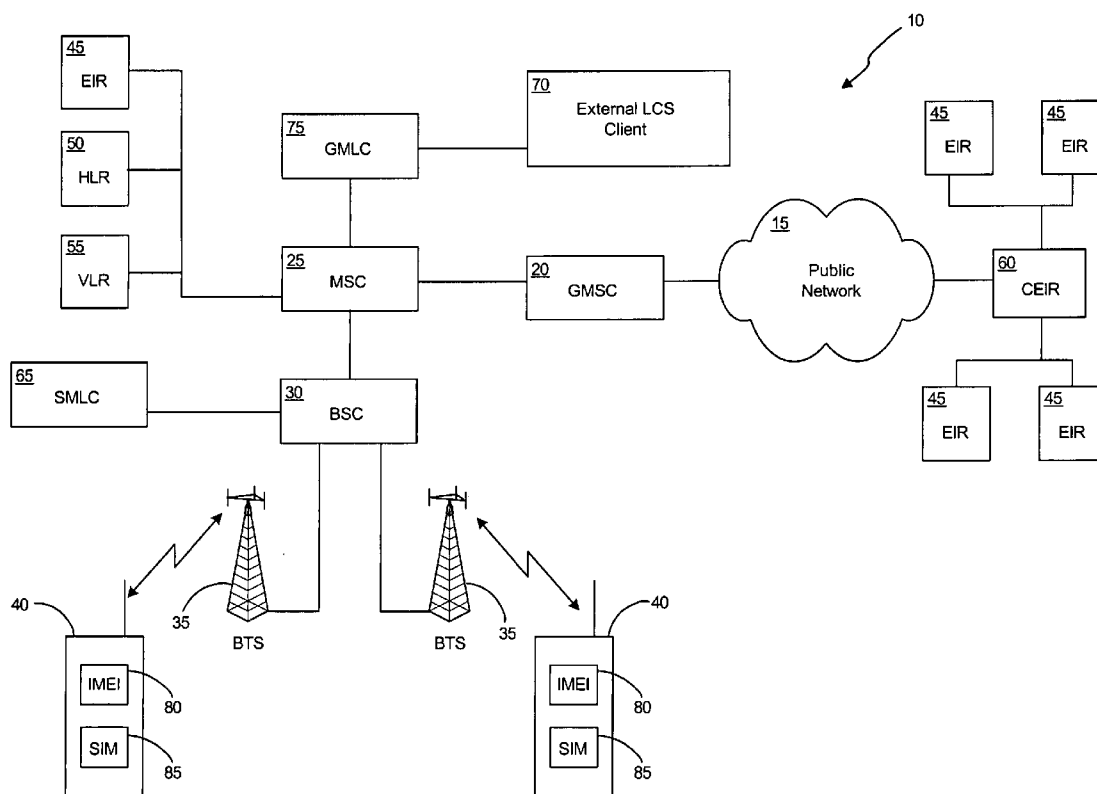 10
45
EIR
50
HLR
55
VLR
75
GMLC
70
External LCS
Client
45
EIR
45
EIR
25
MSC
20
GMSC
15
Public
Network
60
CEIR
65
SMLC
30
BSC
45
EIR
45
EIR
35
BTS
35
BTS
40
IMEI
80
SIM
85
40
IMEI
80
SIM
85